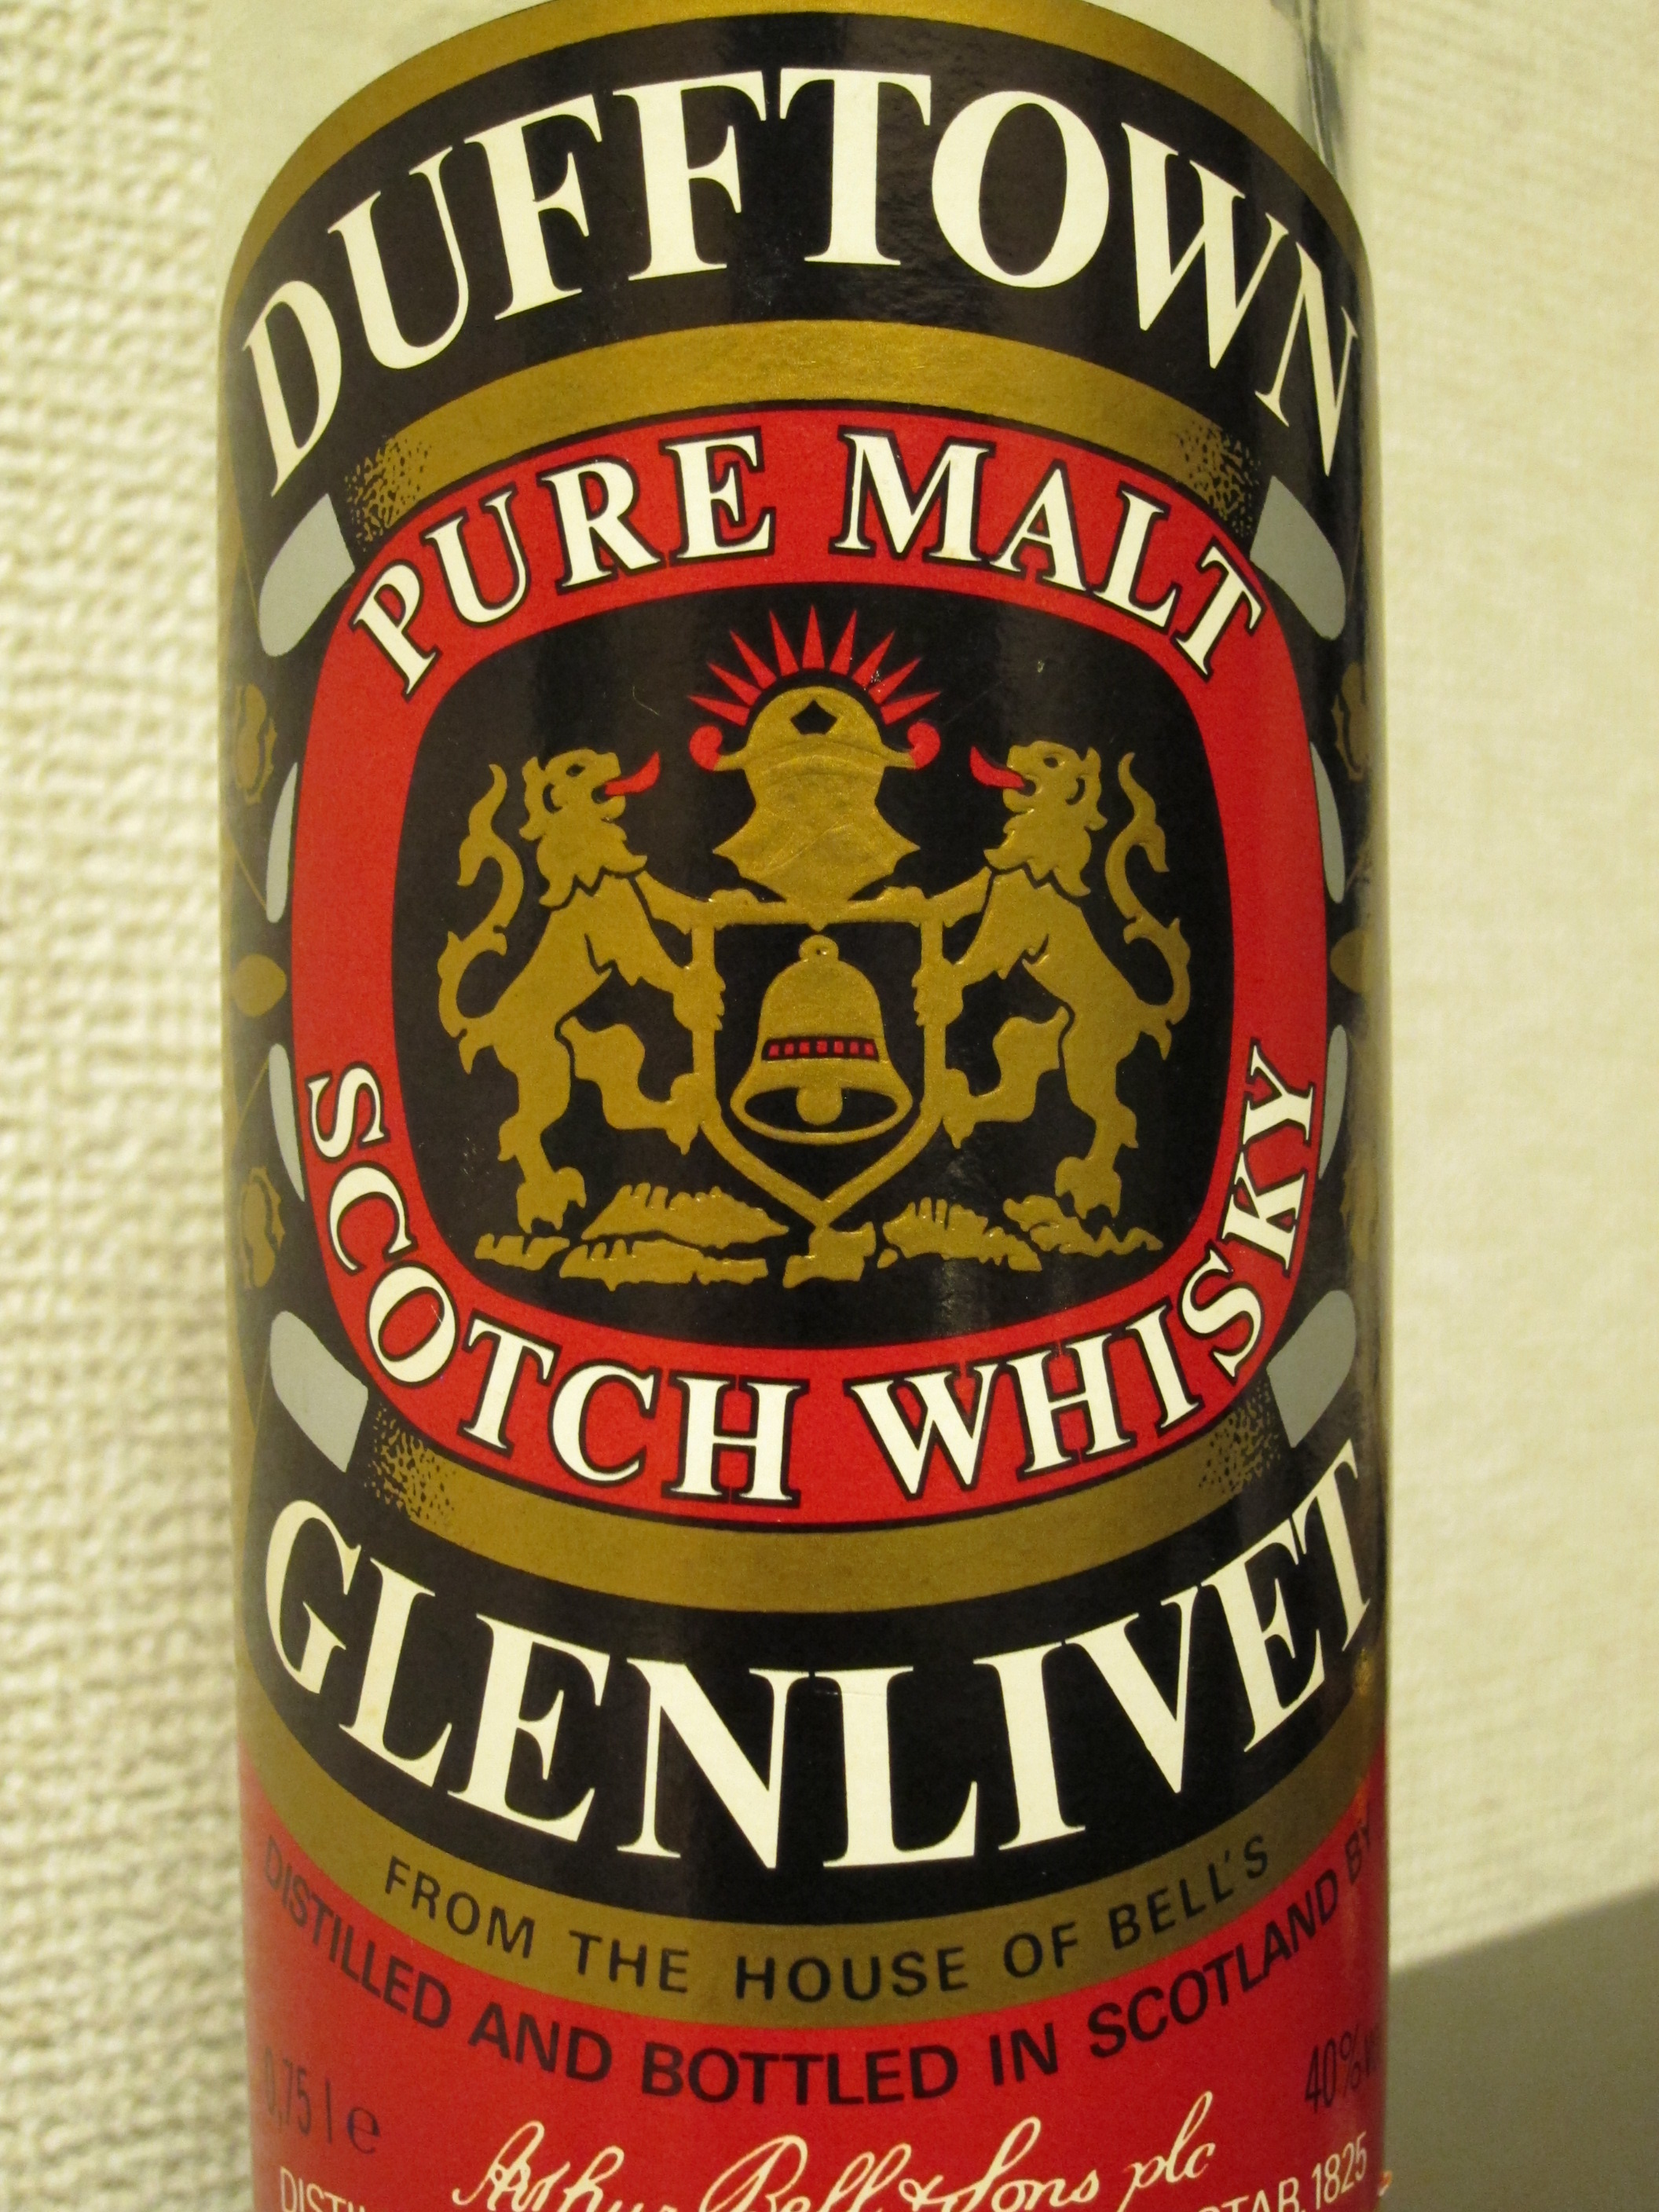 DUFFTOWN
PURE MALT
SCOTCH WHISKY
GLENLIVET
FROM THE HOUSE OF BELL'S
DISTILLED AND BOTTLED IN SCOTLAND BY
0,75 l e
40%
Arthur Bell & Sons plc
1825